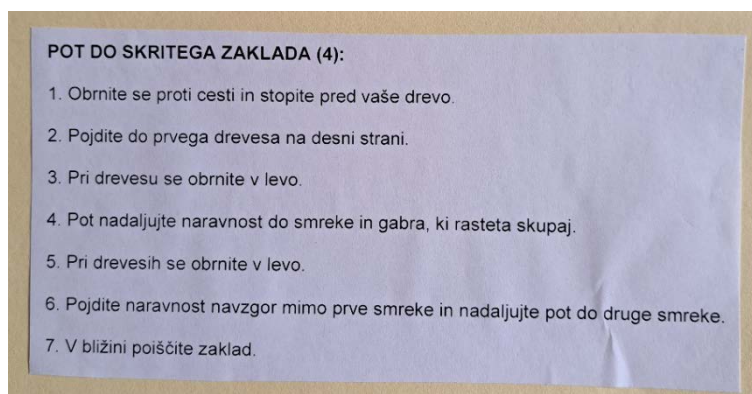 POT DO SKRITEGA ZAKLADA (4):
1. Obrnite se proti cesti in stopite pred vaše drevo.
2. Pojdite do prvega drevesa na desni strani.
3. Pri drevesu se obrnite v levo.
4. Pot nadaljujte naravnost do smreke in gabra, ki rasteta skupaj.
5. Pri drevesih se obrnite v levo.
6. Pojdite naravnost navzgor mimo prve smreke in nadaljujte pot do druge smreke.
7. V bližini poiščite zaklad.